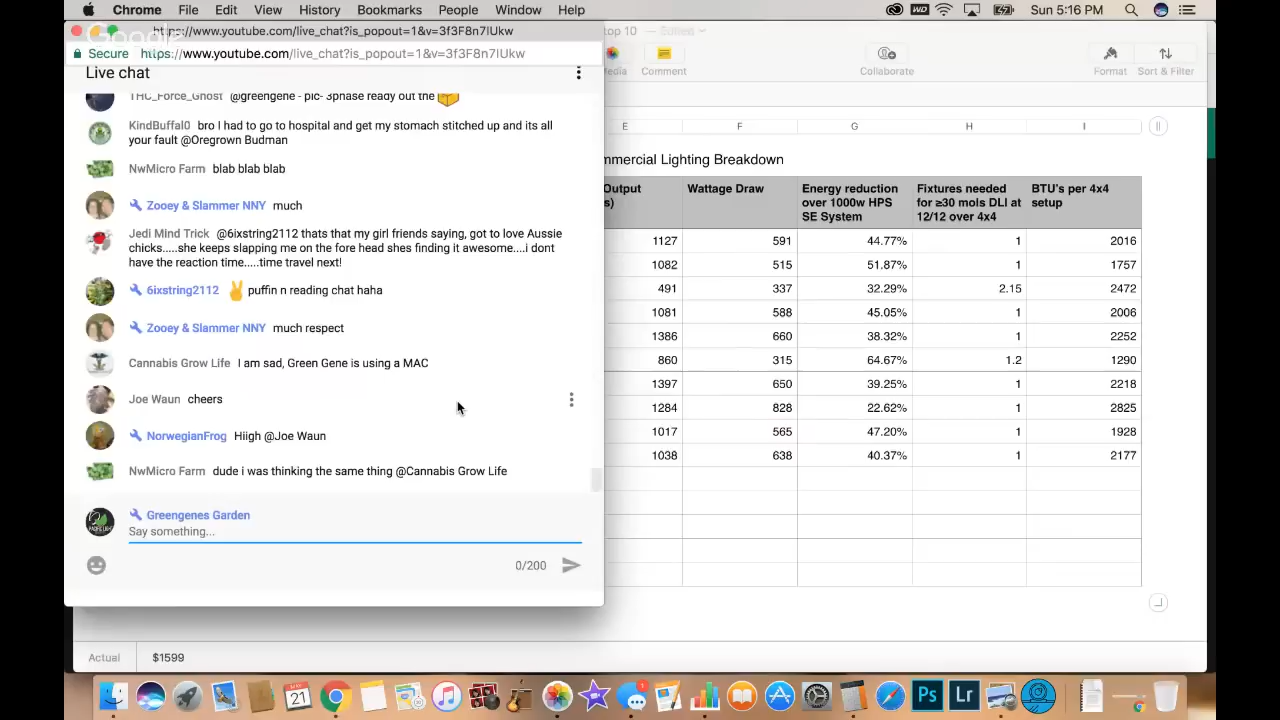 Chrome File Edit View History Bookmarks People Window Help
Sun 5:16 PM
https://www.youtube.com/live_chat?is_popout=1&v=3f3F8n7IUkw
top 10 — Edited
Secure https://www.youtube.com/live_chat?is_popout=1&v=3f3F8n7IUkw
Live chat
Comment
Collaborate
Format
Sort & Filter
THC_Force_Ghost @greengene - pic- 3phase ready out the
KindBuffal0 bro I had to go to hospital and get my stomach stitched up and its all
your fault @Oregrown Budman
NwMicro Farm blab blab blab
Zooey & Slammer NNY much
Jedi Mind Trick @6ixstring2112 thats that my girl friends saying, got to love Aussie
chicks.....she keeps slapping me on the fore head shes finding it awesome....i dont
have the reaction time.....time travel next!
6ixstring2112 ✌ puffin n reading chat haha
Zooey & Slammer NNY much respect
Cannabis Grow Life I am sad, Green Gene is using a MAC
Joe Waun cheers
NorwegianFrog Hiigh @Joe Waun
NwMicro Farm dude i was thinking the same thing @Cannabis Grow Life
Greengenes Garden
Say something...
0/200
E F G H I
mmercial Lighting Breakdown
Output Wattage Draw Energy reduction Fixtures needed BTU's per 4x4
s) over 1000w HPS for ≥30 mols DLI at setup
SE System 12/12 over 4x4
1127 591 44.77% 1 2016
1082 515 51.87% 1 1757
491 337 32.29% 2.15 2472
1081 588 45.05% 1 2006
1386 660 38.32% 1 2252
860 315 64.67% 1.2 1290
1397 650 39.25% 1 2218
1284 828 22.62% 1 2825
1017 565 47.20% 1 1928
1038 638 40.37% 1 2177
Actual $1599
21
Ps
Lr